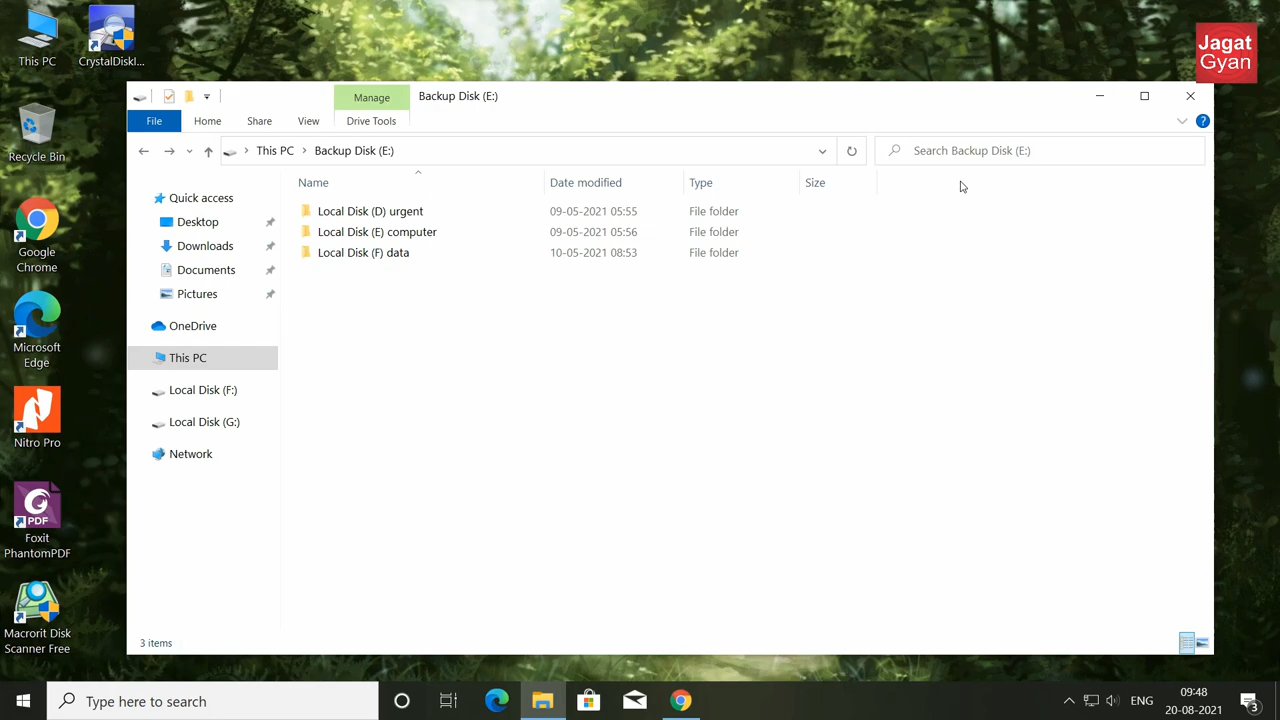 This PC
CrystalDiskI...
Recycle Bin
Google
Chrome
Microsoft
Edge
Nitro Pro
PDF
Foxit
PhantomPDF
Macrorit Disk
Scanner Free
Jagat
Gyan
Manage
Backup Disk (E:)
File
Home
Share
View
Drive Tools
This PC
Backup Disk (E:)
Search Backup Disk (E:)
Name
Date modified
Type
Size
Local Disk (D) urgent
09-05-2021 05:55
File folder
Local Disk (E) computer
09-05-2021 05:56
File folder
Local Disk (F) data
10-05-2021 08:53
File folder
Quick access
Desktop
Downloads
Documents
Pictures
OneDrive
This PC
Local Disk (F:)
Local Disk (G:)
Network
3 items
Type here to search
ENG
09:48
20-08-2021
3